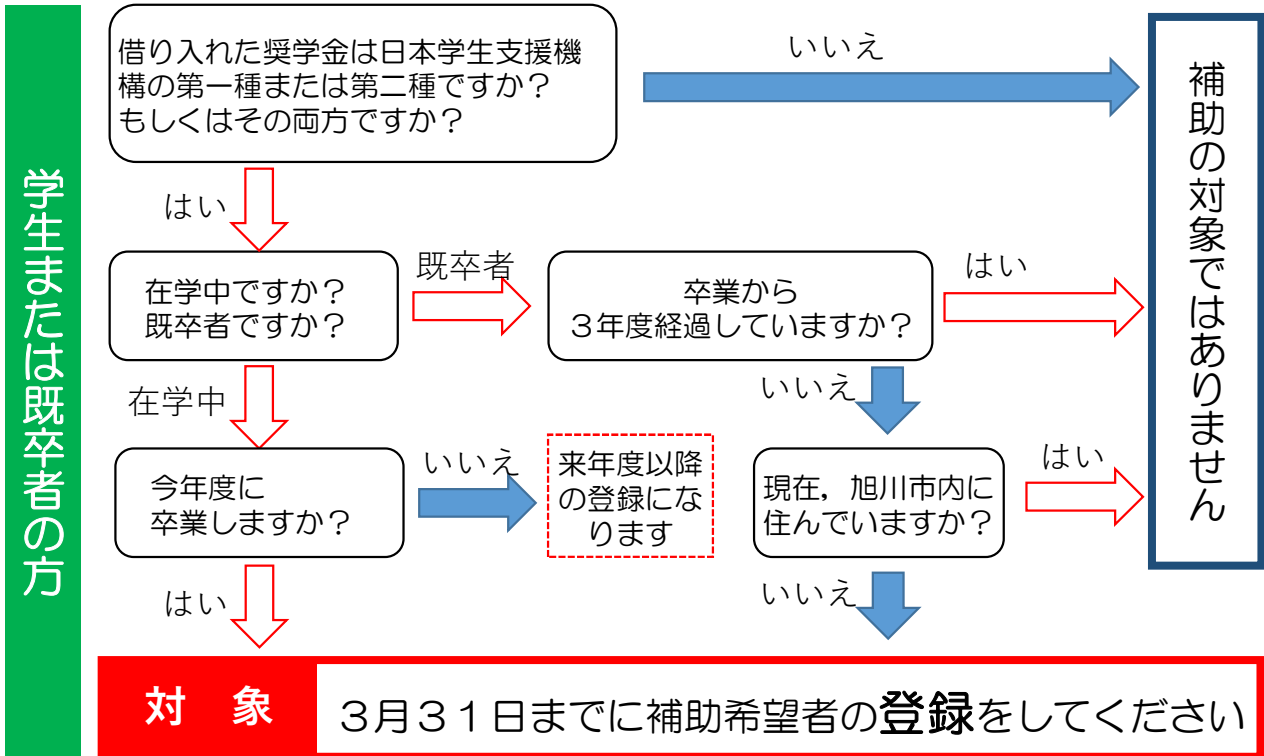 学生または既卒者の方
借り入れた奨学金は日本学生支援機
構の第一種または第二種ですか？
もしくはその両方ですか？
いいえ
補助の対象ではありません
はい
在学中ですか？
既卒者ですか？
既卒者
卒業から
３年度経過していますか？
はい
在学中
いいえ
今年度に
卒業しますか？
いいえ
来年度以降
の登録にな
ります
現在，旭川市内に
住んでいますか？
はい
はい
いいえ
対　象
３月３１日までに補助希望者の登録をしてください